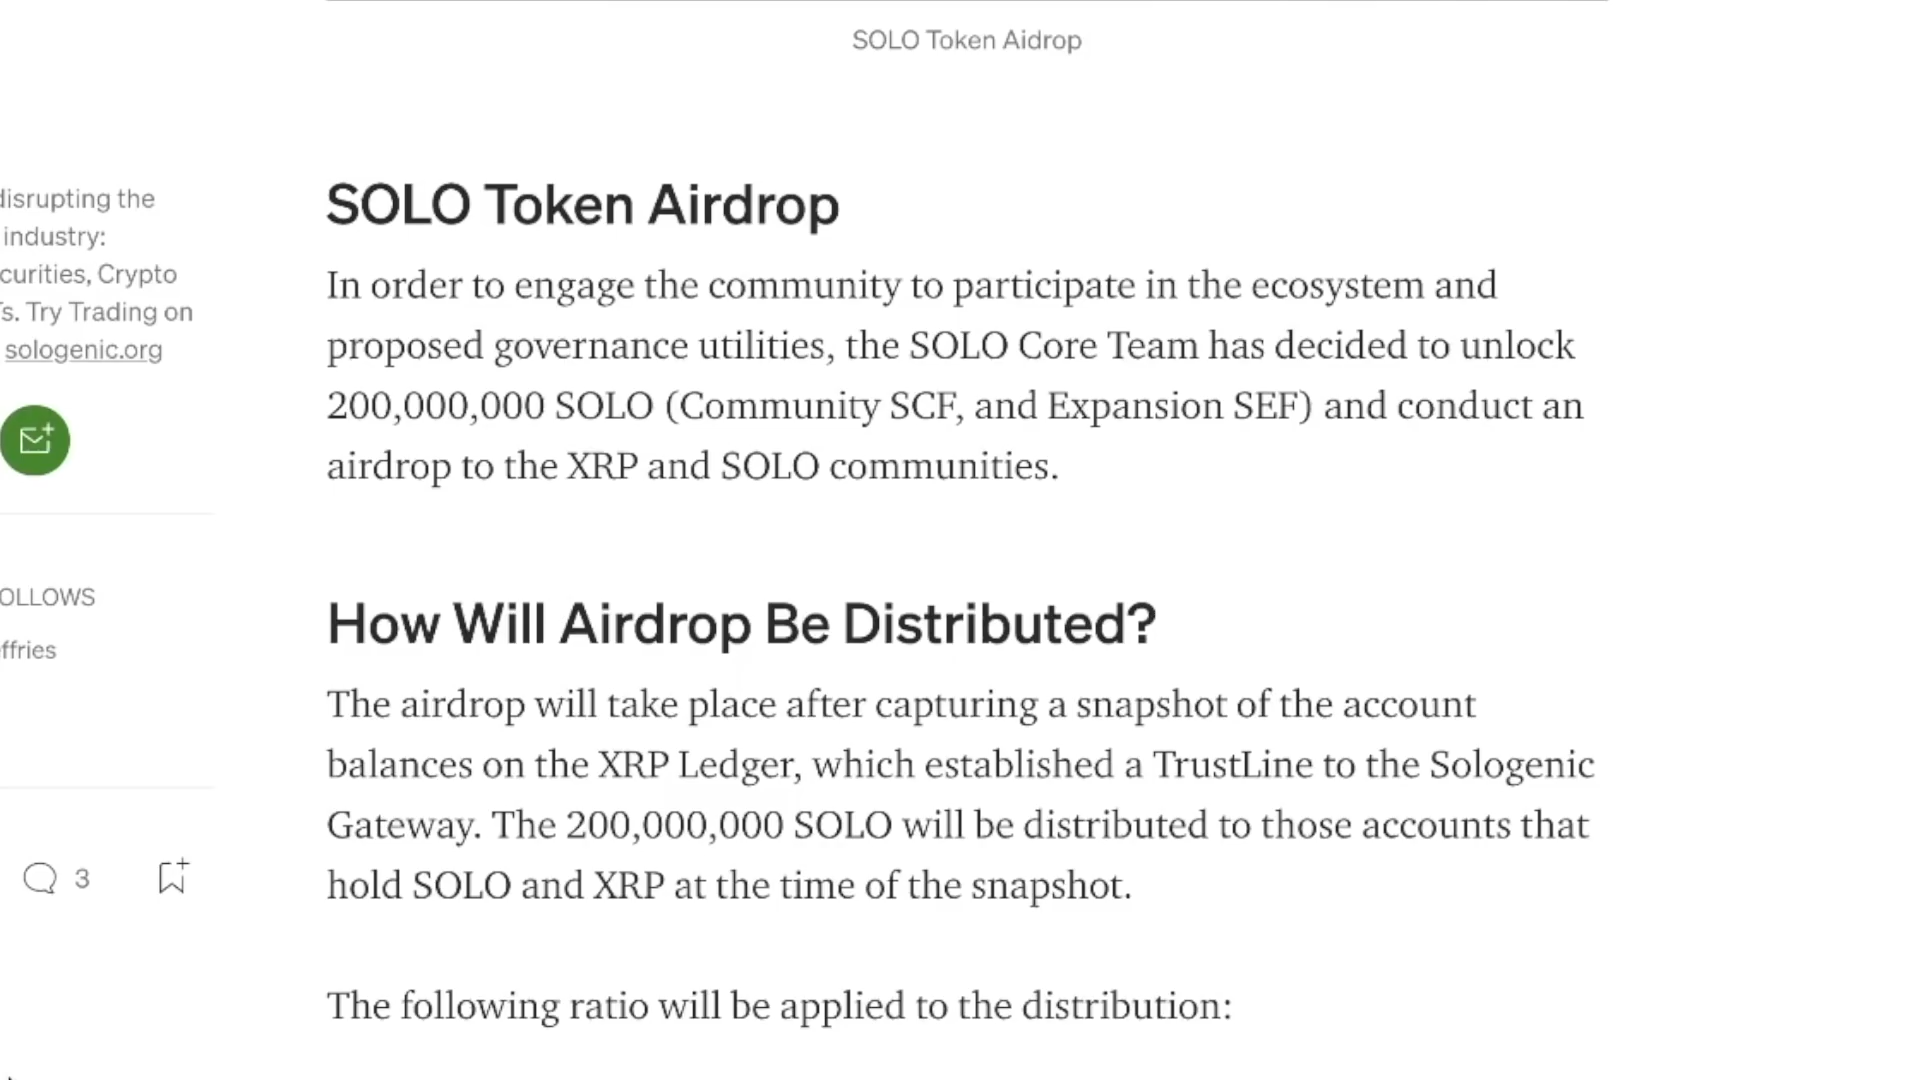 SOLO Token Aidrop
disrupting the
industry:
curities, Crypto
s. Try Trading on
sologenic.org
OLLOWS
ffries
3
SOLO Token Airdrop
In order to engage the community to participate in the ecosystem and
proposed governance utilities, the SOLO Core Team has decided to unlock
200,000,000 SOLO (Community SCF, and Expansion SEF) and conduct an
airdrop to the XRP and SOLO communities.
How Will Airdrop Be Distributed?
The airdrop will take place after capturing a snapshot of the account
balances on the XRP Ledger, which established a TrustLine to the Sologenic
Gateway. The 200,000,000 SOLO will be distributed to those accounts that
hold SOLO and XRP at the time of the snapshot.
The following ratio will be applied to the distribution: